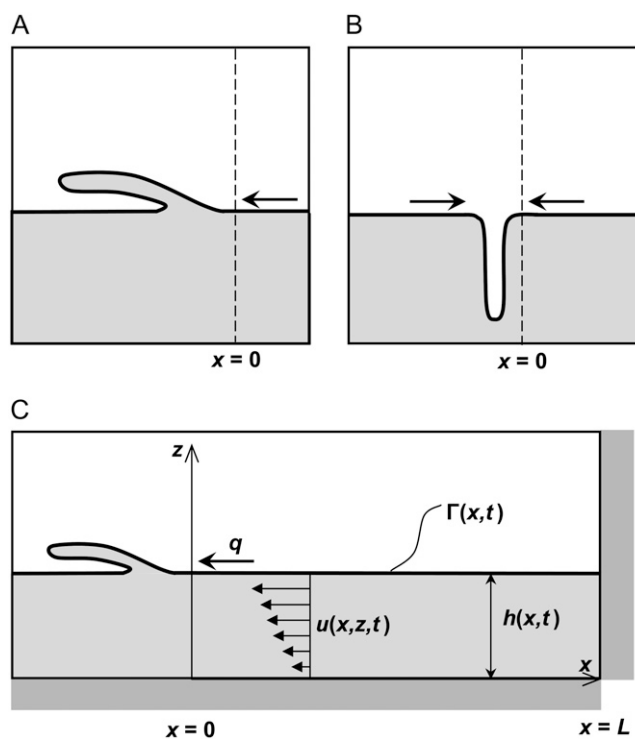 A
B
x = 0
x = 0
C
z
Γ(x,t)
q
u(x,z,t)
h(x,t)
x
x = 0
x = L